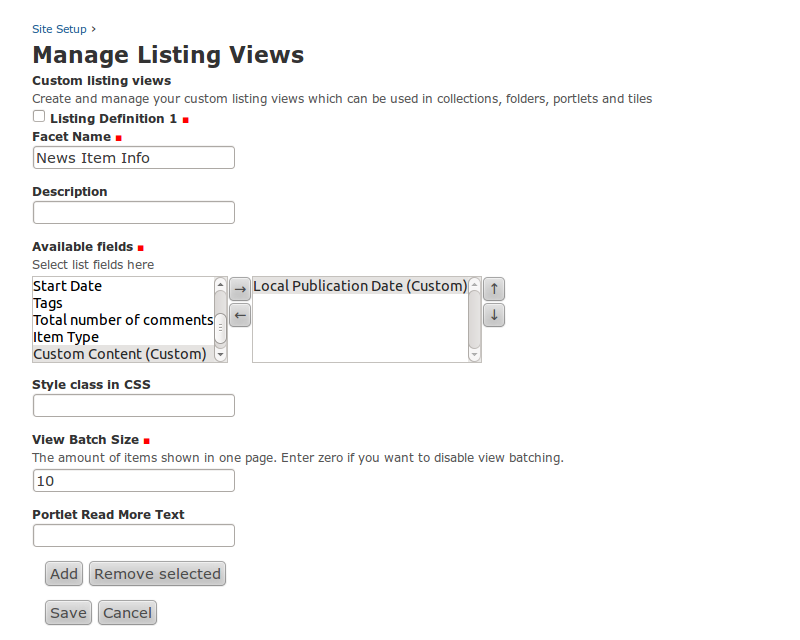 Site Setup ›
Manage Listing Views
Custom listing views
Create and manage your custom listing views which can be used in collections, folders, portlets and tiles
Listing Definition 1
Facet Name
News Item Info
Description
Available fields
Select list fields here
Start Date
Tags
Total number of comments
Item Type
Custom Content (Custom)
→
←
Local Publication Date (Custom)
↑
↓
Style class in CSS
View Batch Size
The amount of items shown in one page. Enter zero if you want to disable view batching.
10
Portlet Read More Text
Add Remove selected
Save Cancel